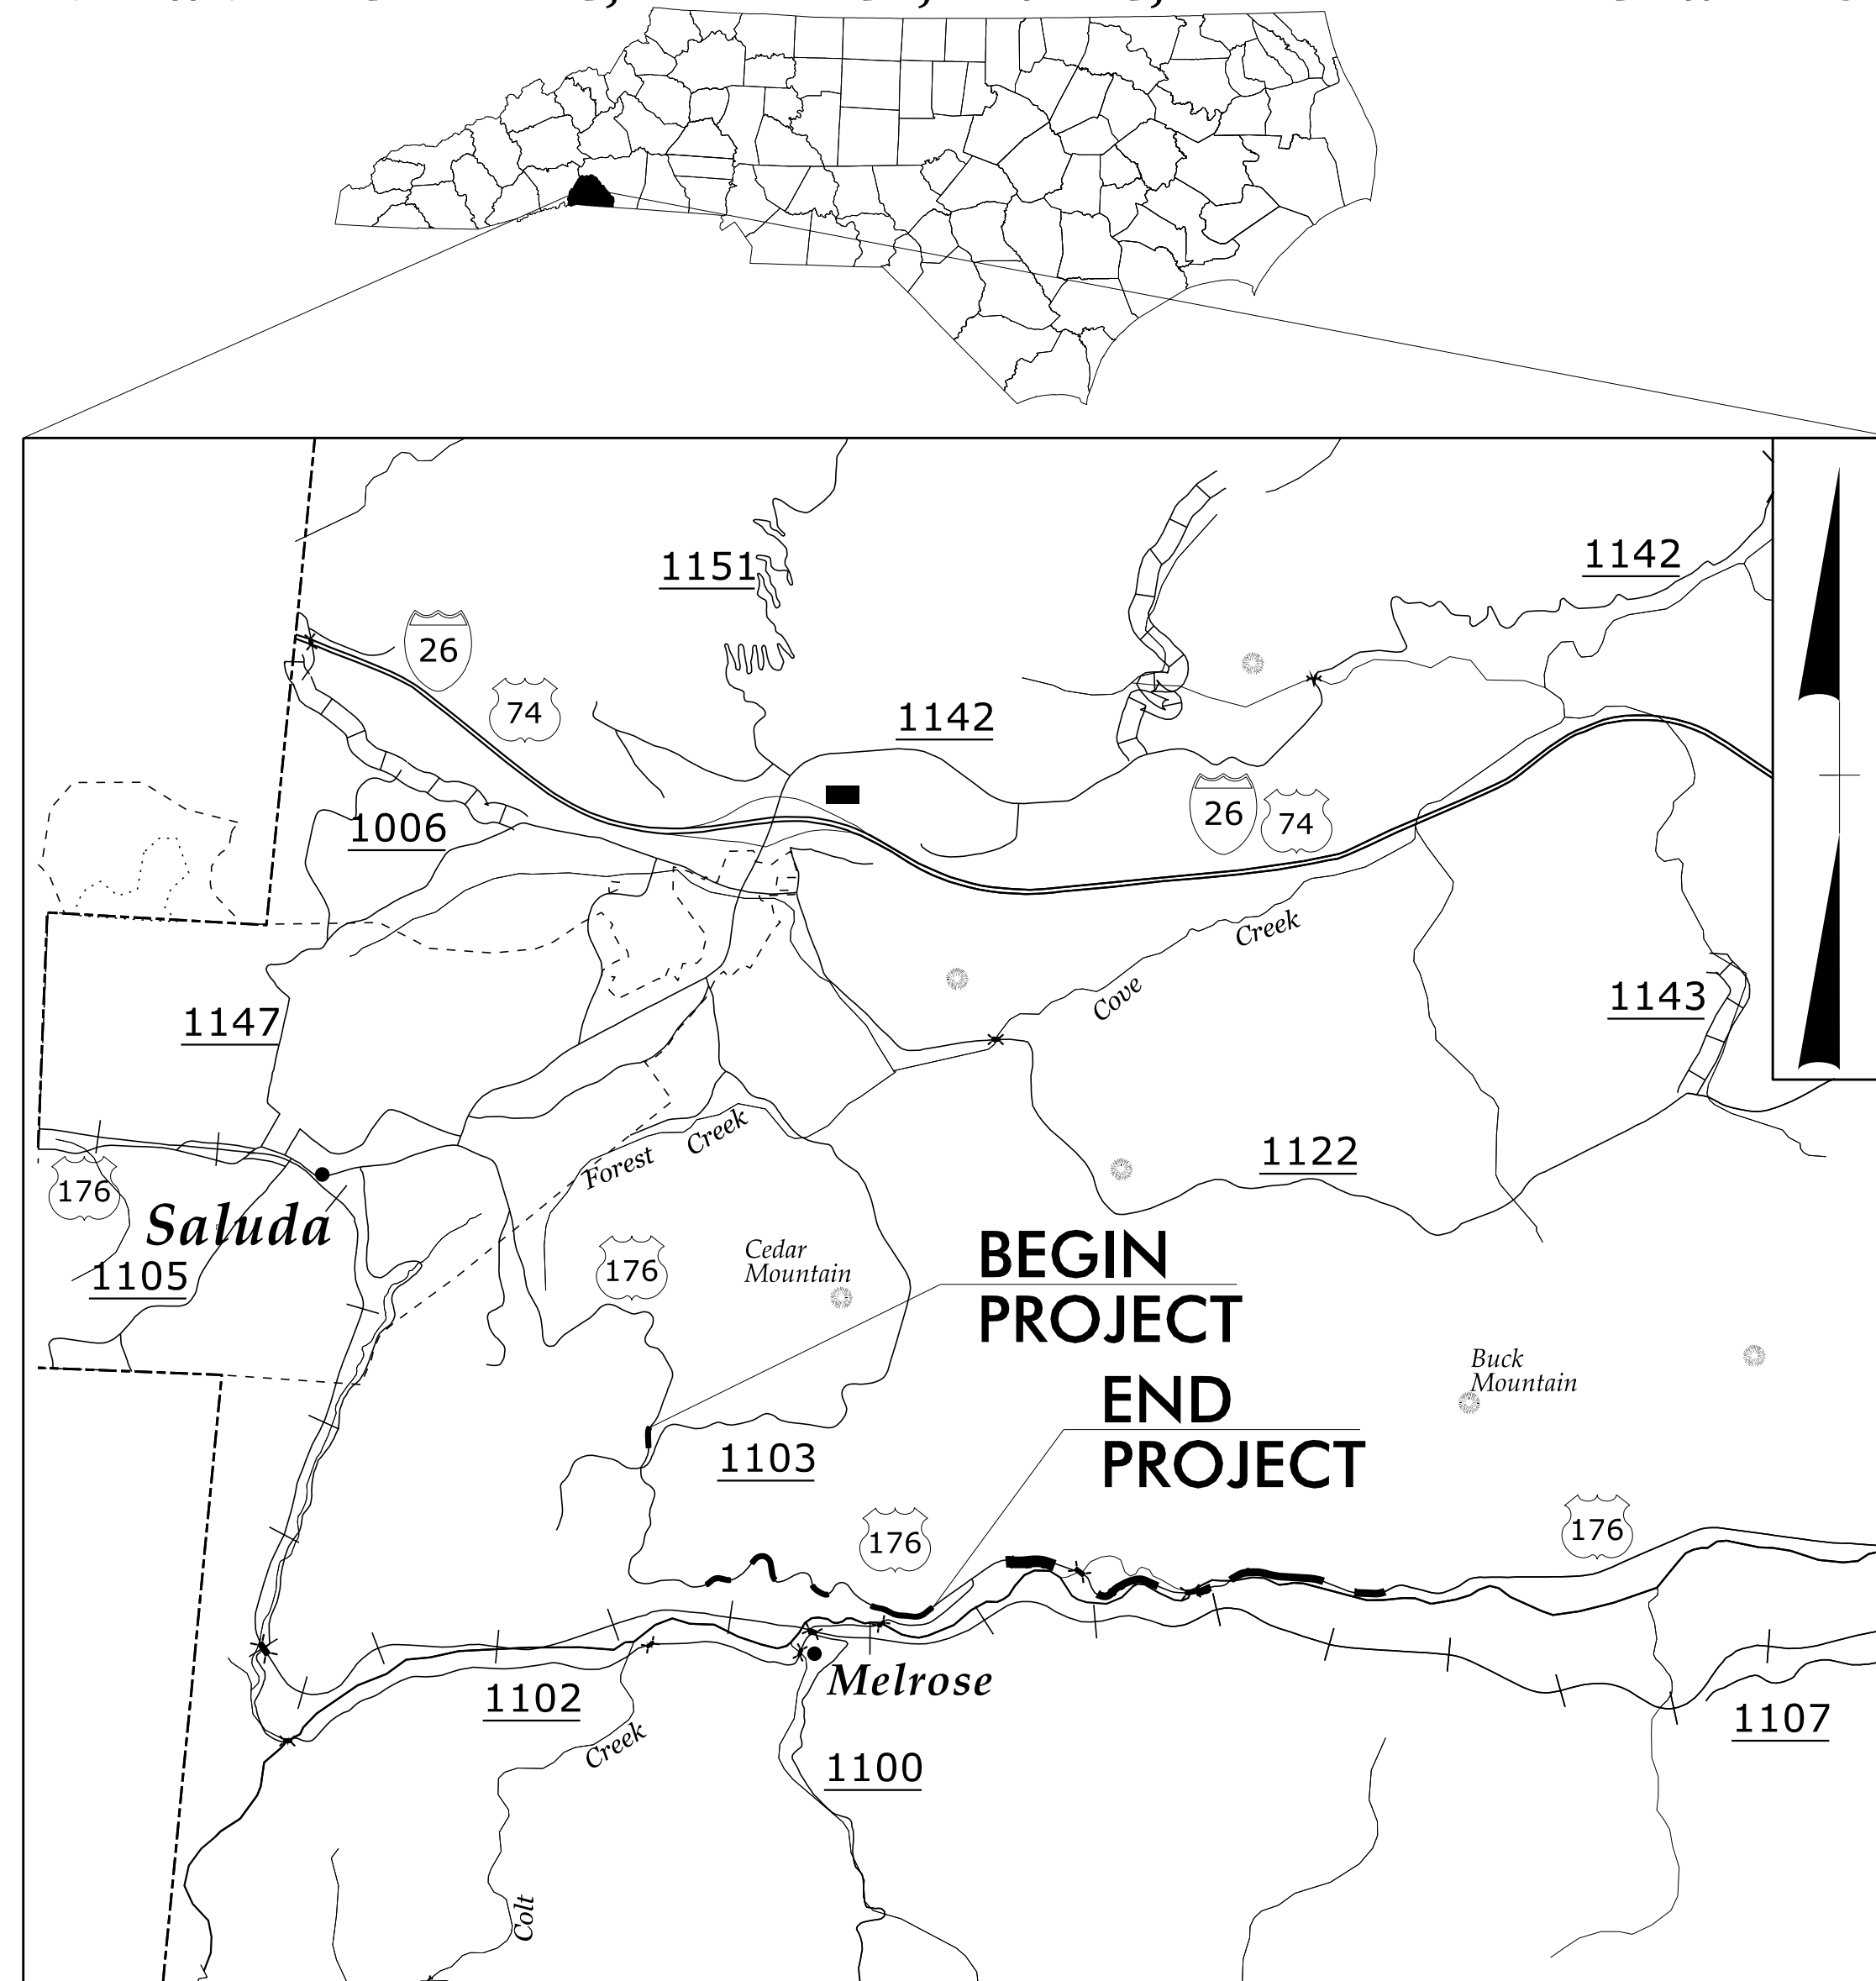 1151
1142
26
74
1142
26
74
1006
Creek
Cove
1143
1147
Creek
Forest
1122
176
Saluda
1105
176
Cedar
Mountain
BEGIN
PROJECT
Buck
Mountain
END
PROJECT
1103
176
176
Melrose
1102
1107
Creek
1100
Colt